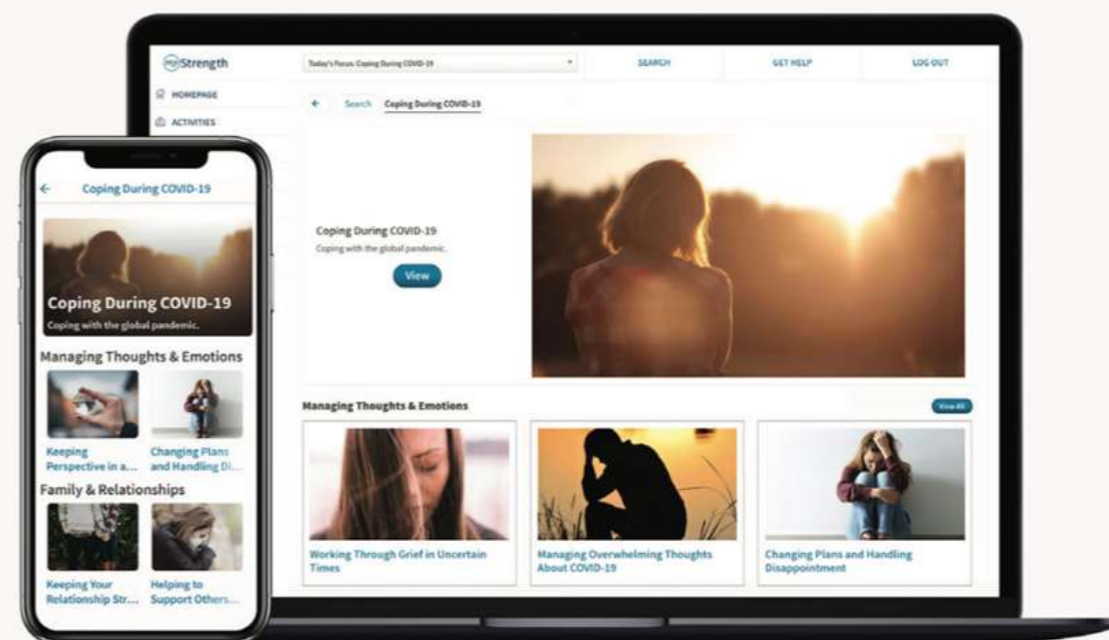 Coping During COVID-19
Coping During COVID-19
Coping with the global pandemic.
Managing Thoughts & Emotions
Keeping
Perspective in a...
Changing Plans
and Handling Di...
Family & Relationships
Keeping Your
Relationship Str...
Helping to
Support Others...
myStrength
Today's Focus: Coping During COVID-19
SEARCH
GET HELP
LOG OUT
HOMEPAGE
ACTIVITIES
Search
Coping During COVID-19
Coping During COVID-19
Coping with the global pandemic.
View
Managing Thoughts & Emotions
View All
Working Through Grief in Uncertain
Times
Managing Overwhelming Thoughts
About COVID-19
Changing Plans and Handling
Disappointment